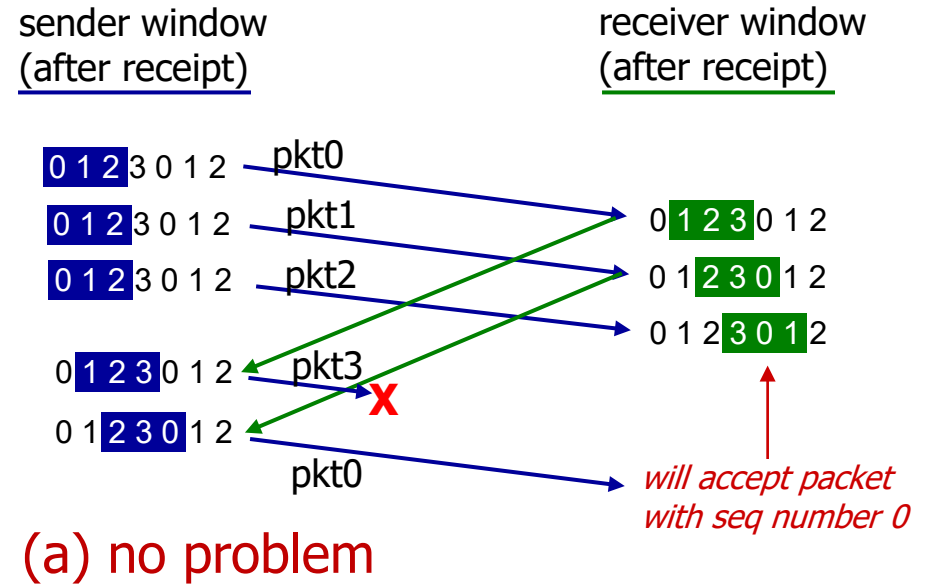 sender window
(after receipt)
receiver window
(after receipt)
0 1 2 3 0 1 2
pkt0
0 1 2 3 0 1 2
pkt1
0 1 2 3 0 1 2
0 1 2 3 0 1 2
pkt2
0 1 2 3 0 1 2
0 1 2 3 0 1 2
0 1 2 3 0 1 2
pkt3
X
0 1 2 3 0 1 2
pkt0
will accept packet
with seq number 0
(a) no problem